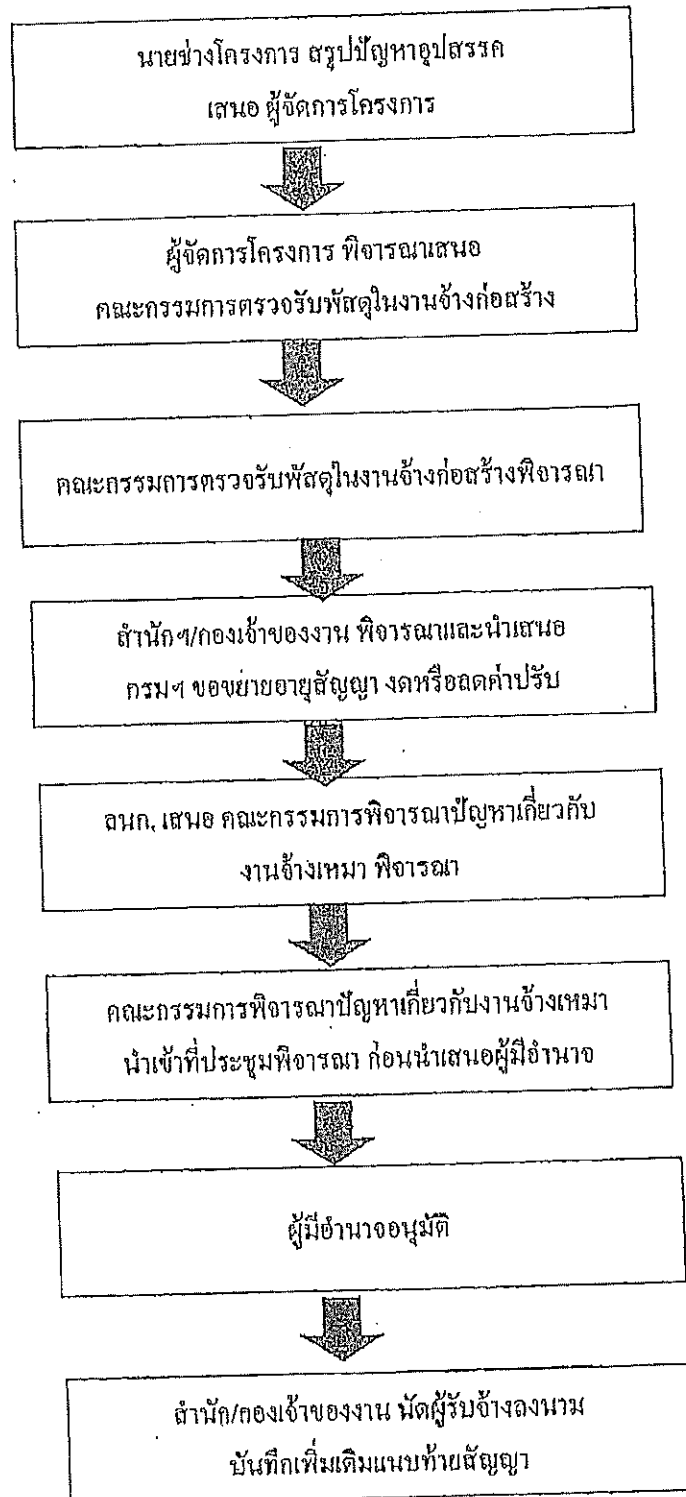 นายช่างโครงการ สรุปปัญหาอุปสรรค
เสนอ ผู้จัดการโครงการ
ผู้จัดการโครงการ พิจารณาเสนอ
คณะกรรมการตรวจรับพัสดุในงานจ้างก่อสร้าง
คณะกรรมการตรวจรับพัสดุในงานจ้างก่อสร้างพิจารณา
สำนักฯ/กองเจ้าของงาน พิจารณาและนำเสนอ
กรมฯ ขอขยายอายุสัญญา งดหรือลดค่าปรับ
ลนก. เสนอ คณะกรรมการพิจารณาปัญหาเกี่ยวกับ
งานจ้างเหมา พิจารณา
คณะกรรมการพิจารณาปัญหาเกี่ยวกับงานจ้างเหมา
นำเข้าที่ประชุมพิจารณา ก่อนนำเสนอผู้มีอำนาจ
ผู้มีอำนาจอนุมัติ
สำนัก/กองเจ้าของงาน นัดผู้รับจ้างลงนาม
บันทึกเพิ่มเติมแนบท้ายสัญญา